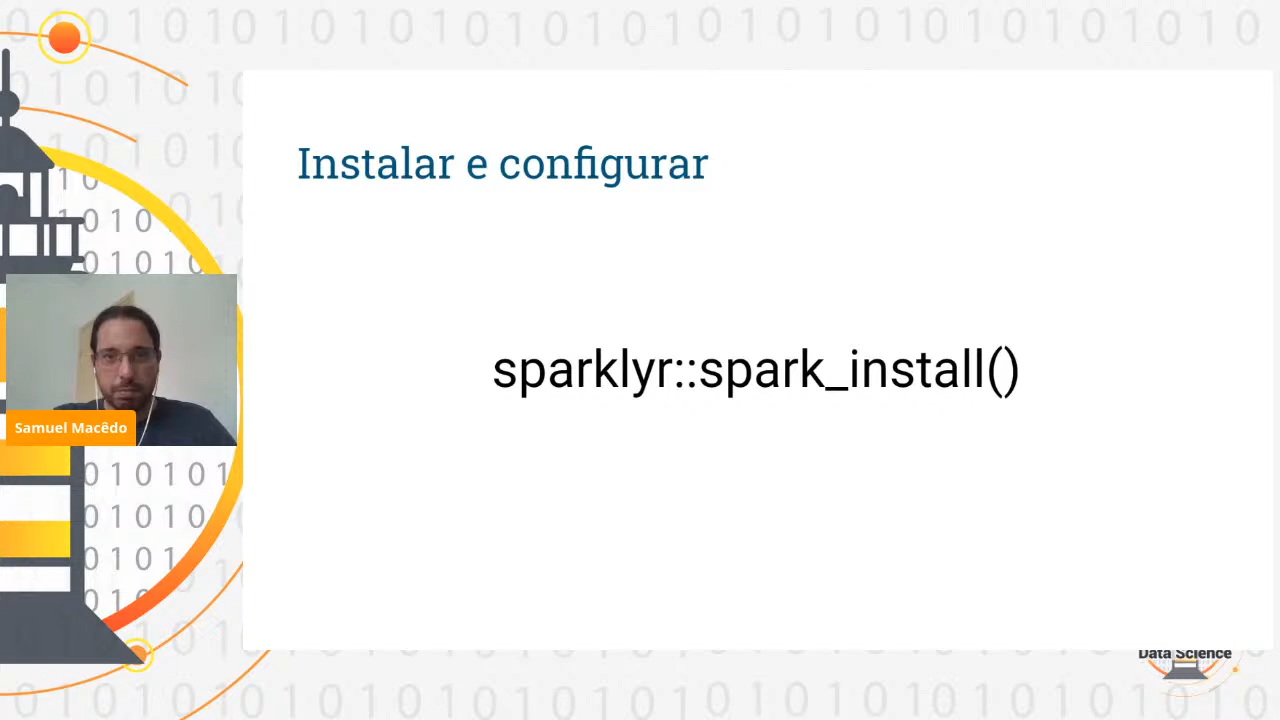 Instalar e configurar
sparklyr::spark_install()
Samuel Macêdo
Data Science